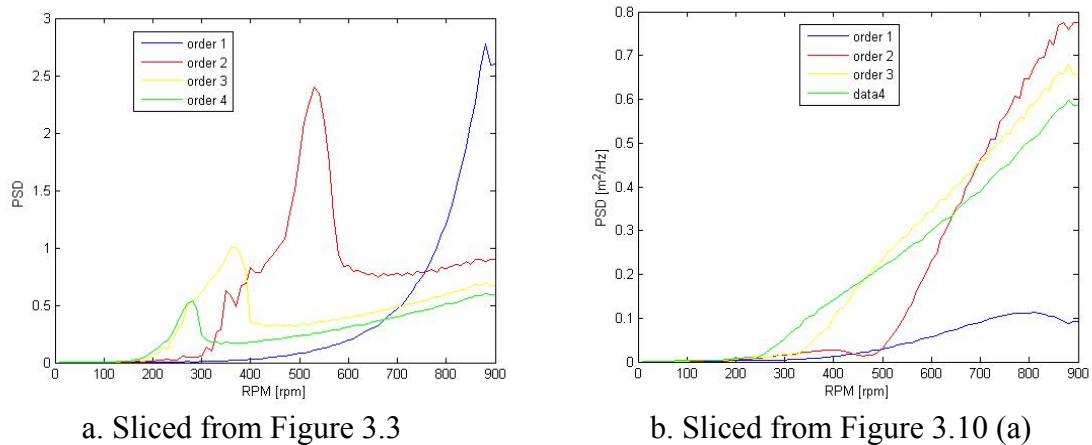 3
2.5
2
1.5
1
0.5
0
PSD
order 1
order 2
order 3
order 4
0 100 200 300 400 500 600 700 800 900
RPM [rpm]
a. Sliced from Figure 3.3
0.8
0.7
0.6
0.5
0.4
0.3
0.2
0.1
0
PSD [m²/Hz]
order 1
order 2
order 3
data4
0 100 200 300 400 500 600 700 800 900
RPM [rpm]
b. Sliced from Figure 3.10 (a)